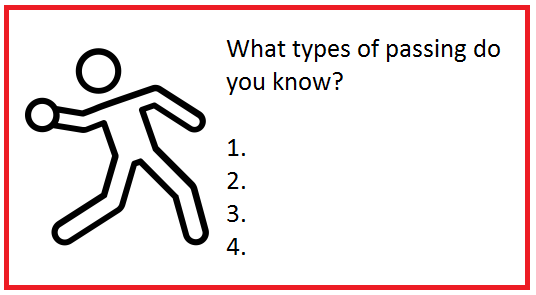 What types of passing do
you know?
1.
2.
3.
4.